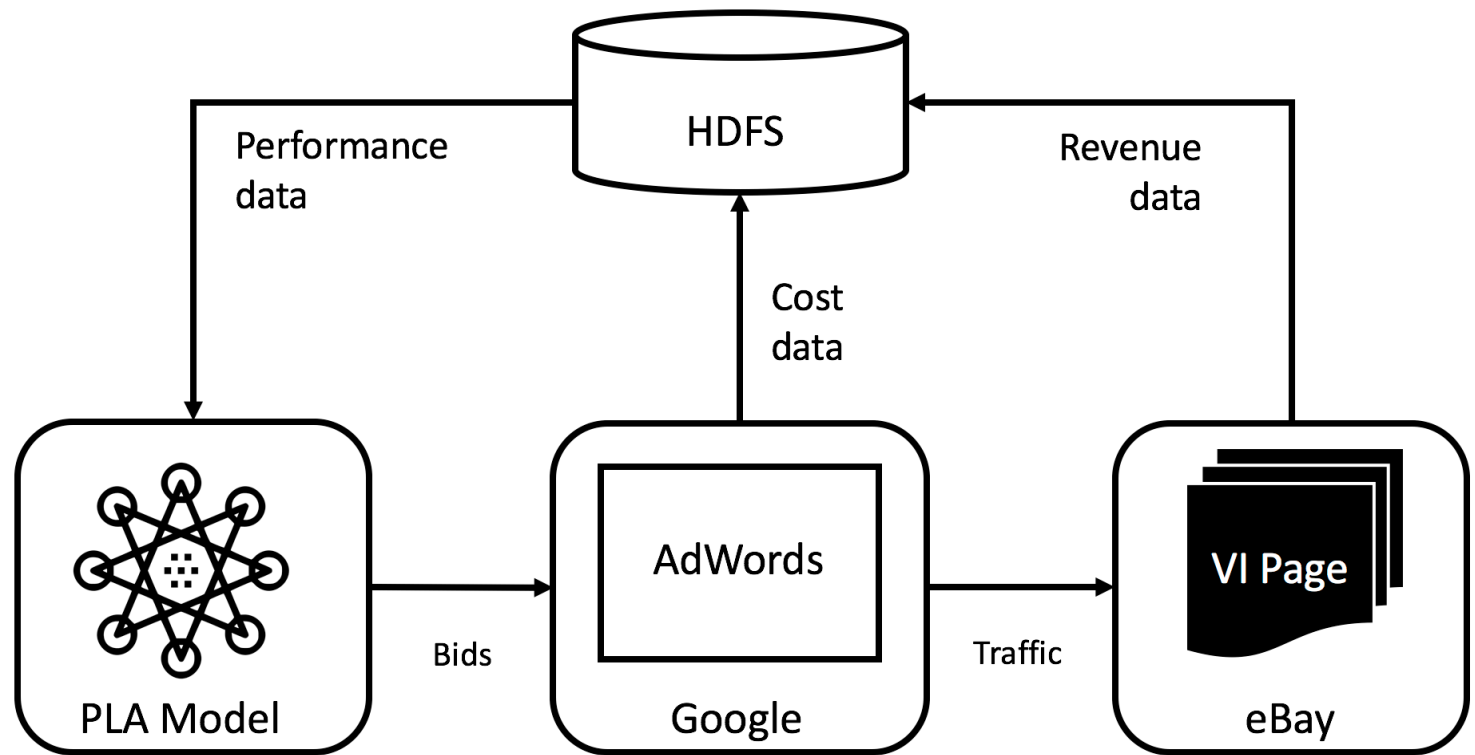 HDFS
Performance
data
Revenue
data
Cost
data
AdWords
VI Page
Bids
Traffic
PLA Model
Google
eBay